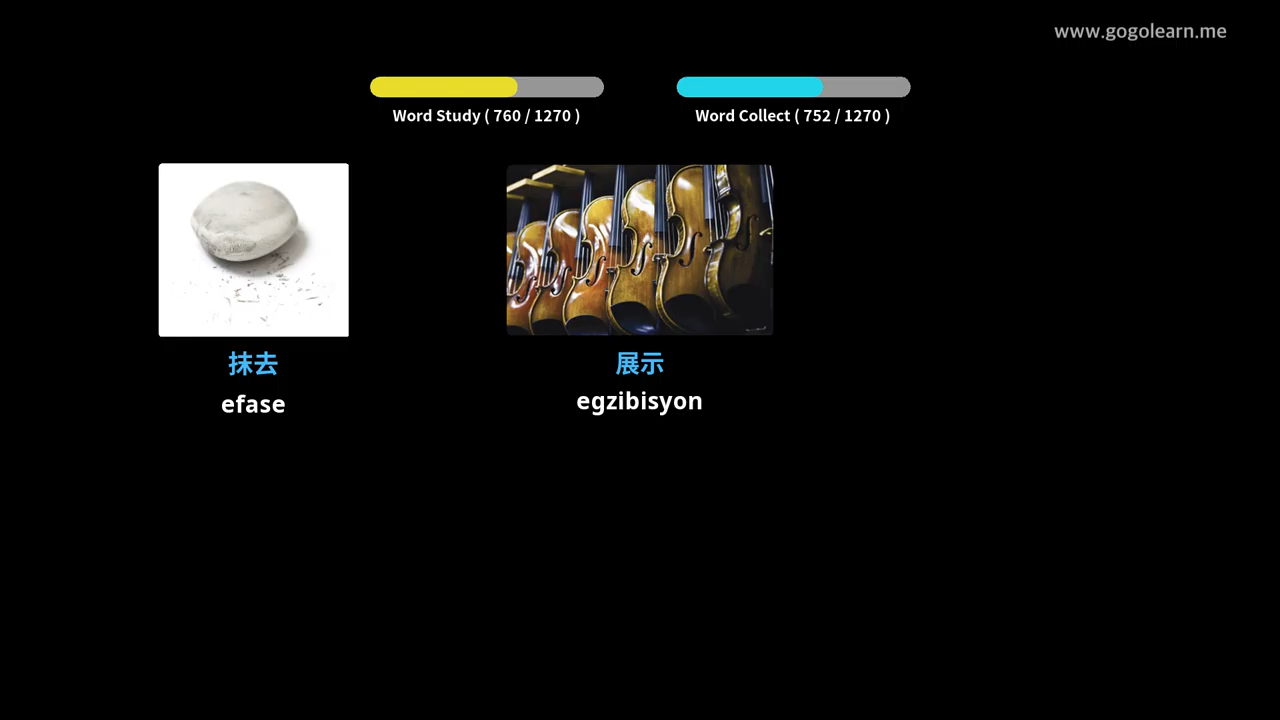 www.gogolearn.me
Word Study ( 760 / 1270 )
Word Collect ( 752 / 1270 )
抹去
efase
展示
egzibisyon